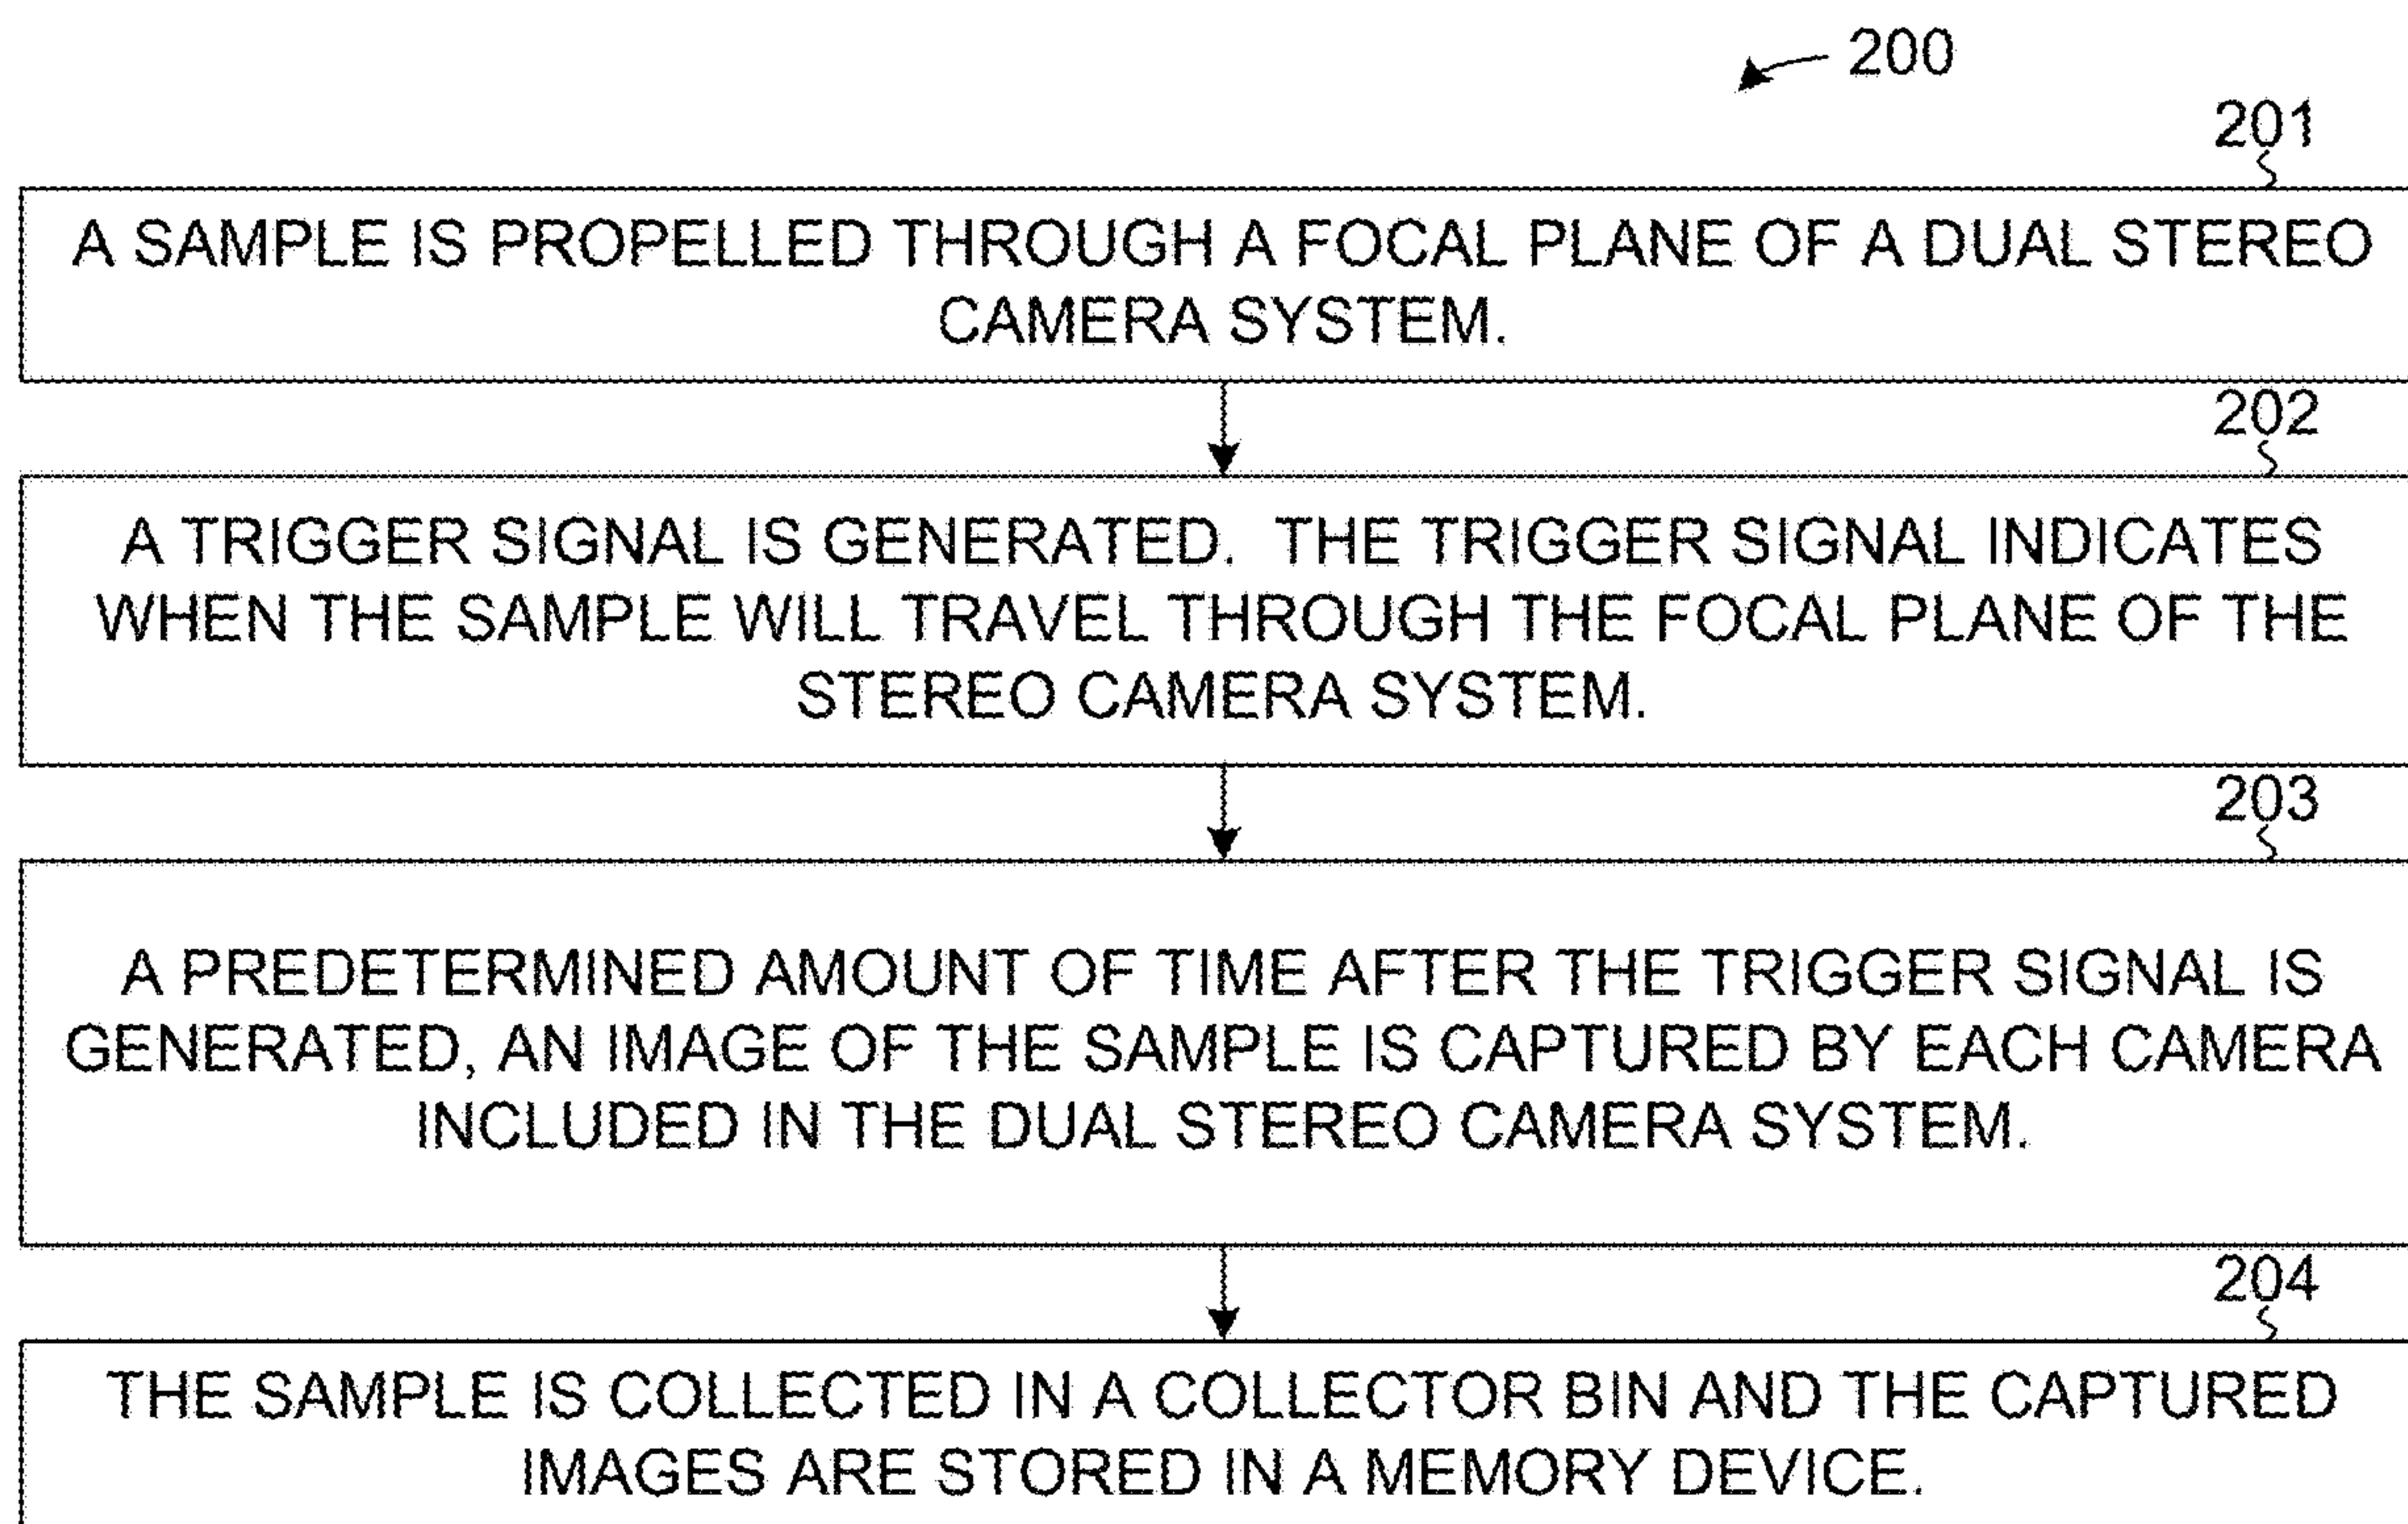 200
201
A SAMPLE IS PROPELLED THROUGH A FOCAL PLANE OF A DUAL STEREO
CAMERA SYSTEM.
202
A TRIGGER SIGNAL IS GENERATED.  THE TRIGGER SIGNAL INDICATES
WHEN THE SAMPLE WILL TRAVEL THROUGH THE FOCAL PLANE OF THE
STEREO CAMERA SYSTEM.
203
A PREDETERMINED AMOUNT OF TIME AFTER THE TRIGGER SIGNAL IS
GENERATED, AN IMAGE OF THE SAMPLE IS CAPTURED BY EACH CAMERA
INCLUDED IN THE DUAL STEREO CAMERA SYSTEM.
204
THE SAMPLE IS COLLECTED IN A COLLECTOR BIN AND THE CAPTURED
IMAGES ARE STORED IN A MEMORY DEVICE.